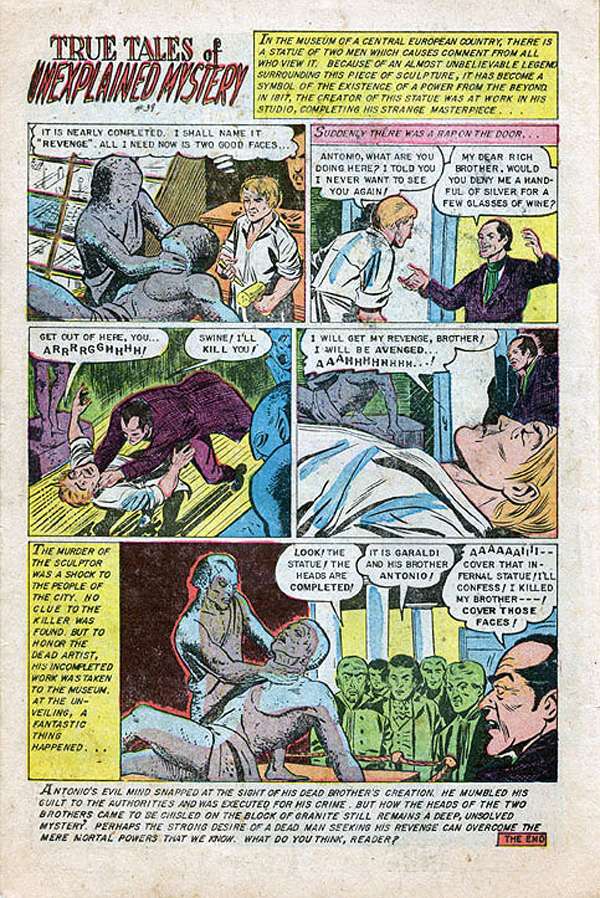 TRUE TALES of
UNEXPLAINED MYSTERY
#38
IN THE MUSEUM OF A CENTRAL EUROPEAN COUNTRY, THERE IS
A STATUE OF TWO MEN WHICH CAUSES COMMENT FROM ALL
WHO VIEW IT. BECAUSE OF AN ALMOST UNBELIEVABLE LEGEND
SURROUNDING THIS PIECE OF SCULPTURE, IT HAS BECOME A
SYMBOL OF THE EXISTENCE OF A POWER FROM THE BEYOND.
IN 1817, THE CREATOR OF THIS STATUE WAS AT WORK IN HIS
STUDIO, COMPLETING HIS STRANGE MASTERPIECE . . .
IT IS NEARLY COMPLETED. I SHALL NAME IT
"REVENGE". ALL I NEED NOW IS TWO GOOD FACES...
SUDDENLY THERE WAS A RAP ON THE DOOR...
ANTONIO, WHAT ARE YOU
DOING HERE? I TOLD YOU
I NEVER WANT TO SEE
YOU AGAIN!
MY DEAR RICH
BROTHER, WOULD
YOU DENY ME A HAND-
FUL OF SILVER FOR A
FEW GLASSES OF WINE?
GET OUT OF HERE, YOU...
ARRRRGGHHHH!
SWINE! I'LL
KILL YOU!
I WILL GET MY REVENGE, BROTHER!
I WILL BE AVENGED...
AAAHHHHHHHH...!
THE MURDER OF
THE SCULPTOR
WAS A SHOCK TO
THE PEOPLE OF
THE CITY. NO
CLUE TO THE
KILLER WAS
FOUND. BUT TO
HONOR THE
DEAD ARTIST,
HIS INCOMPLETED
WORK WAS TAKEN
TO THE MUSEUM.
AT THE UN-
VEILING, A
FANTASTIC
THING
HAPPENED...
LOOK! THE
STATUE! THE
HEADS ARE
COMPLETED!
IT IS GARALDI
AND HIS BROTHER
ANTONIO!
AAAAAAIIII--
COVER THAT IN-
FERNAL STATUE! I'LL
CONFESS! I KILLED
MY BROTHER---!
COVER THOSE
FACES!
ANTONIO'S EVIL MIND SNAPPED AT THE SIGHT OF HIS DEAD BROTHER'S CREATION. HE MUMBLED HIS
GUILT TO THE AUTHORITIES AND WAS EXECUTED FOR HIS CRIME. BUT HOW THE HEADS OF THE TWO
BROTHERS CAME TO BE CHISLED ON THE BLOCK OF GRANITE STILL REMAINS A DEEP, UNSOLVED
MYSTERY. PERHAPS THE STRONG DESIRE OF A DEAD MAN SEEKING HIS REVENGE CAN OVERCOME THE
MERE MORTAL POWERS THAT WE KNOW. WHAT DO YOU THINK, READER?
THE END